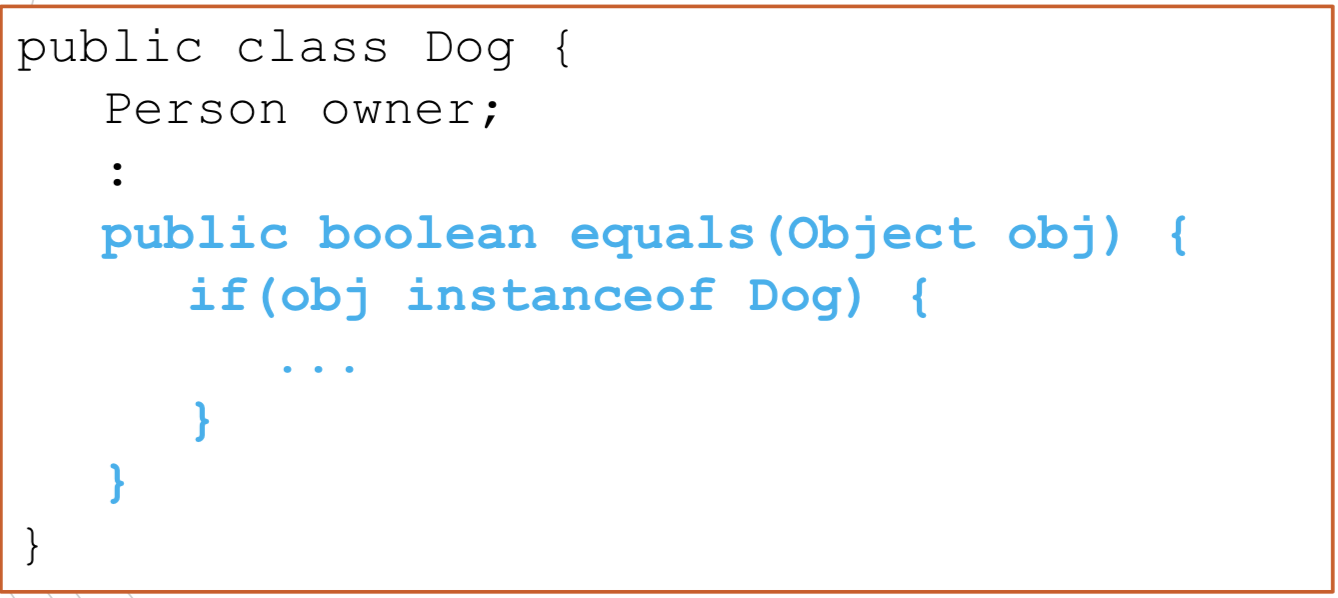 public class Dog {
Person owner;
:
public boolean equals(Object obj) {
if(obj instanceof Dog) {
...
}
}
}